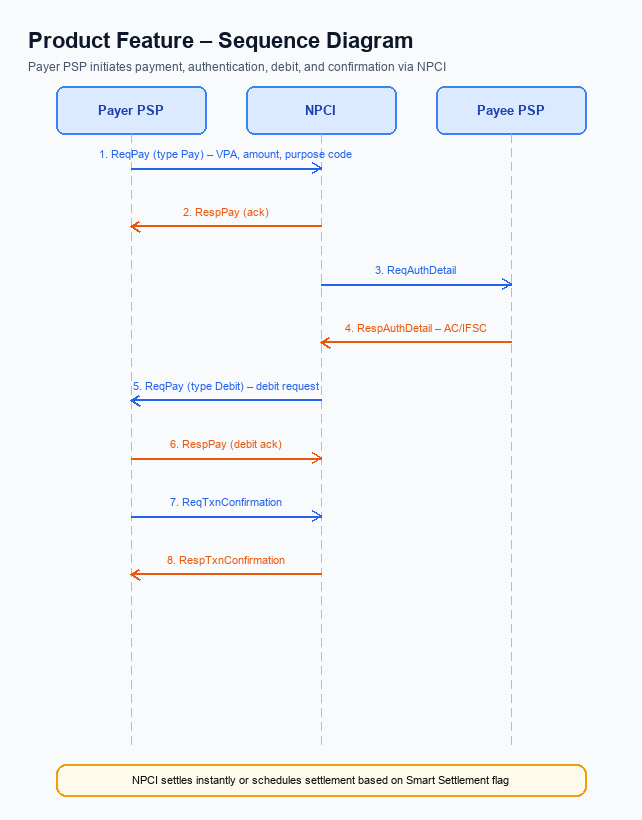 Product Feature – Sequence Diagram
Payer PSP initiates payment, authentication, debit, and confirmation via NPCI
Payer PSP
NPCI
Payee PSP
1. ReqPay (type Pay) – VPA, amount, purpose code
2. RespPay (ack)
3. ReqAuthDetail
4. RespAuthDetail – AC/IFSC
5. ReqPay (type Debit) – debit request
6. RespPay (debit ack)
7. ReqTxnConfirmation
8. RespTxnConfirmation
NPCI settles instantly or schedules settlement based on Smart Settlement flag